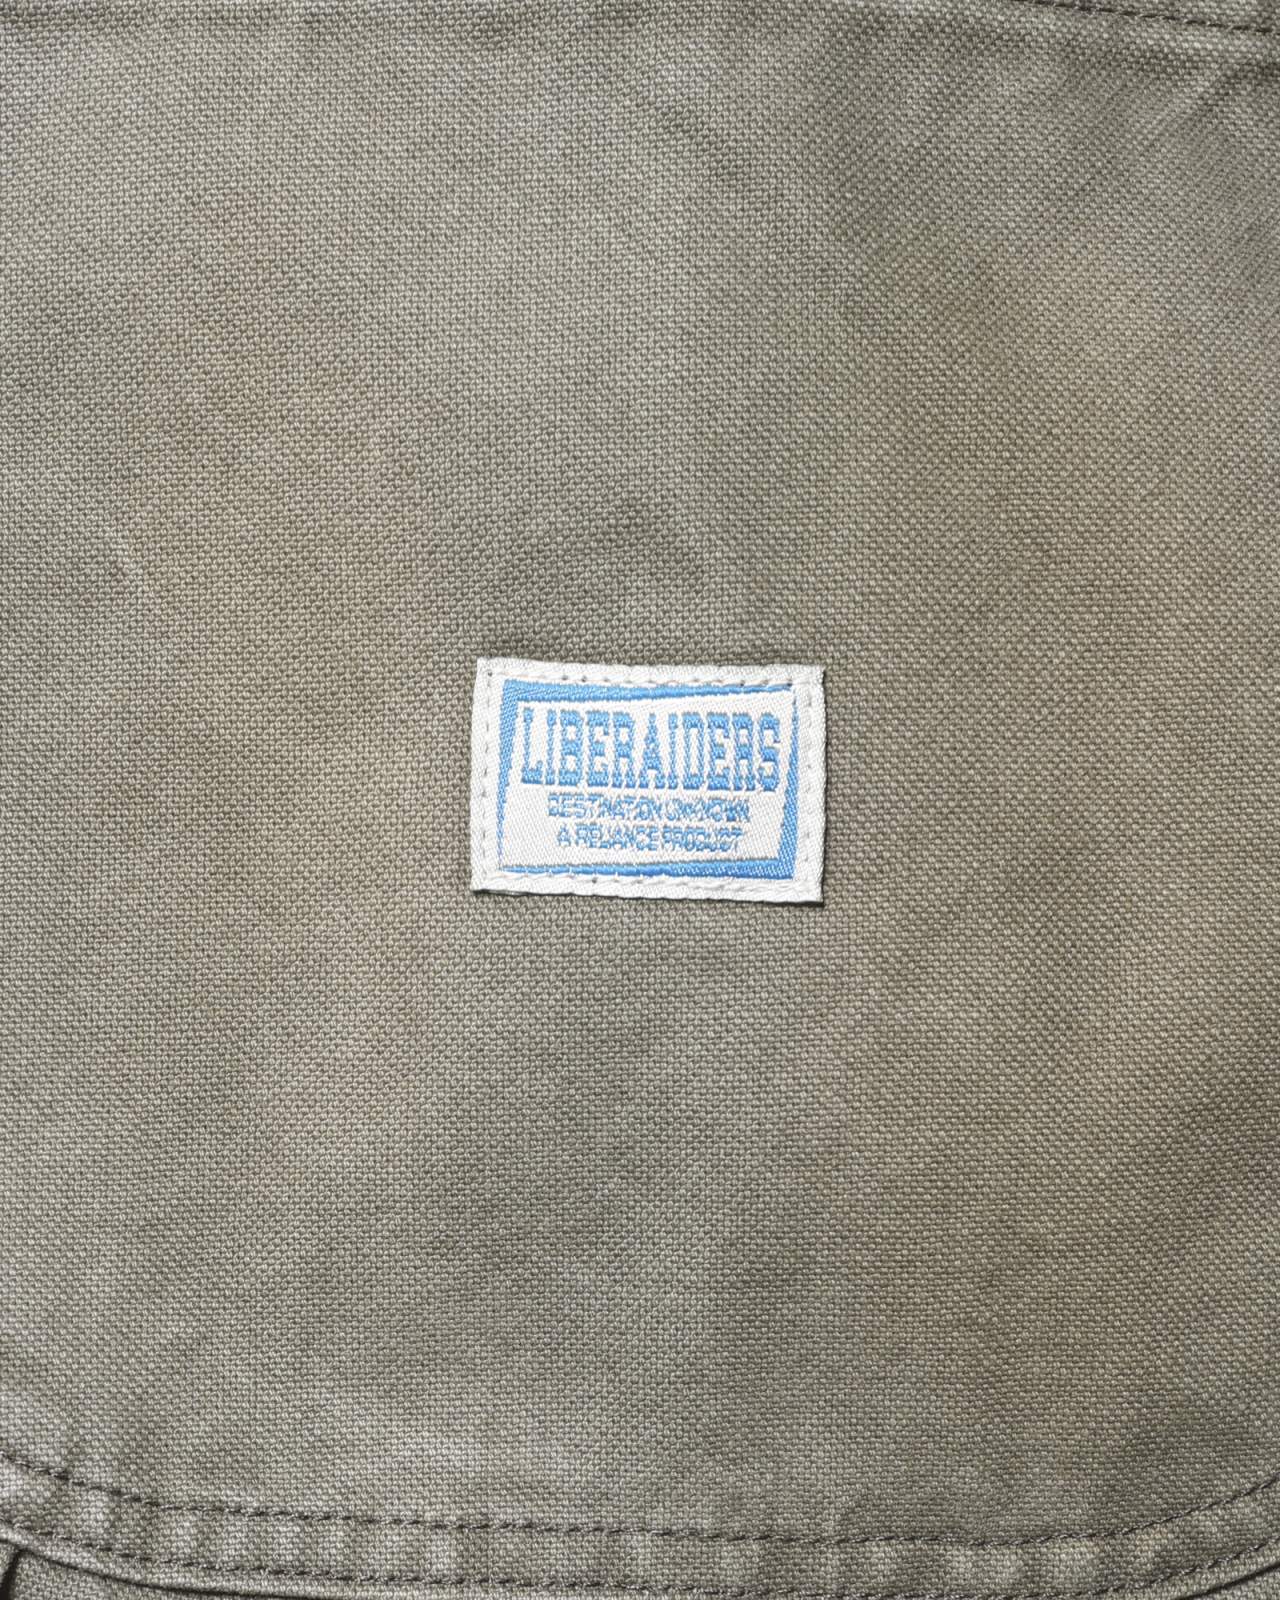 LIBERAIDERS
DESTINATION UNKNOWN
A RELIANCE PRODUCT